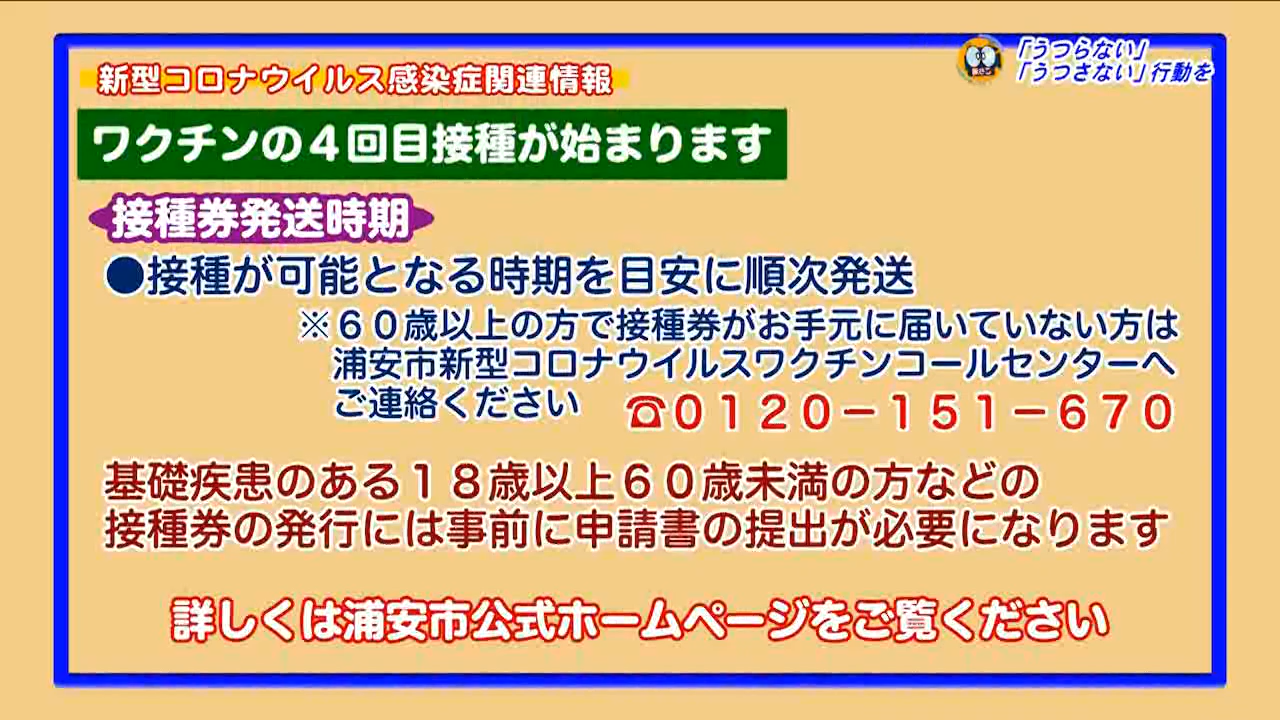 「うつらない」
「うつさない」行動を
新型コロナウイルス感染症関連情報
ワクチンの４回目接種が始まります
接種券発送時期
●接種が可能となる時期を目安に順次発送
※６０歳以上の方で接種券がお手元に届いていない方は
浦安市新型コロナウイルスワクチンコールセンターへ
ご連絡ください　☎０１２０－１５１－６７０
基礎疾患のある１８歳以上６０歳未満の方などの
接種券の発行には事前に申請書の提出が必要になります
詳しくは浦安市公式ホームページをご覧ください